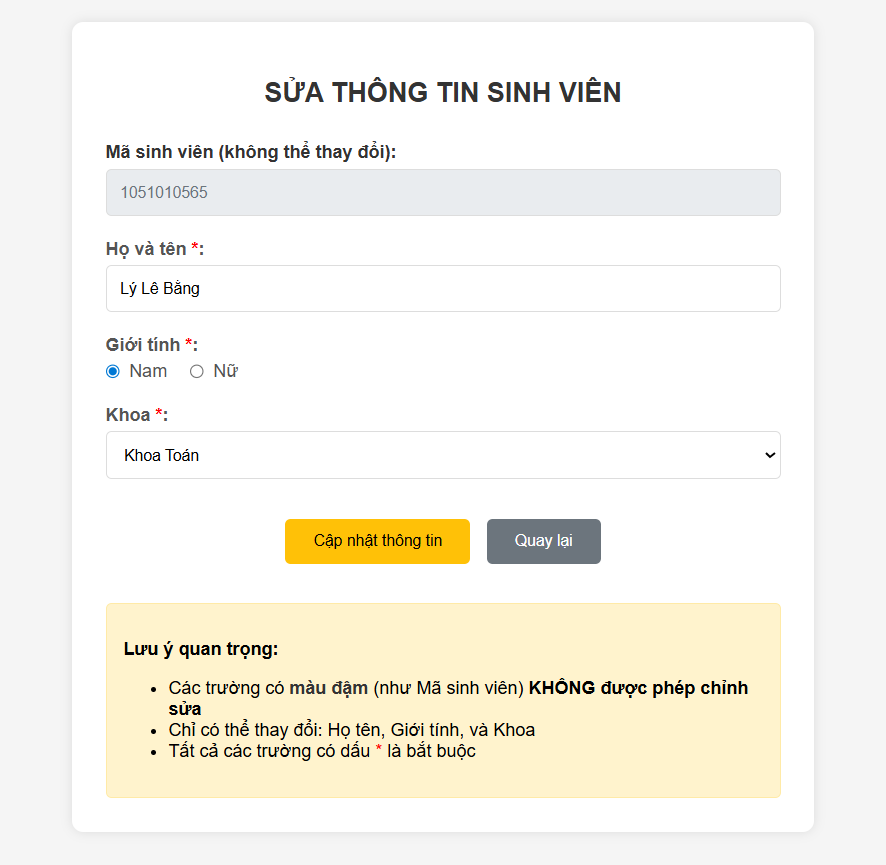 SỬA THÔNG TIN SINH VIÊN
Mã sinh viên (không thể thay đổi):
1051010565
Họ và tên *:
Lý Lê Bằng
Giới tính *:
Nam Nữ
Khoa *:
Khoa Toán
Cập nhật thông tin Quay lại
Lưu ý quan trọng:
• Các trường có màu đậm (như Mã sinh viên) KHÔNG được phép chỉnh
sửa
• Chỉ có thể thay đổi: Họ tên, Giới tính, và Khoa
• Tất cả các trường có dấu * là bắt buộc